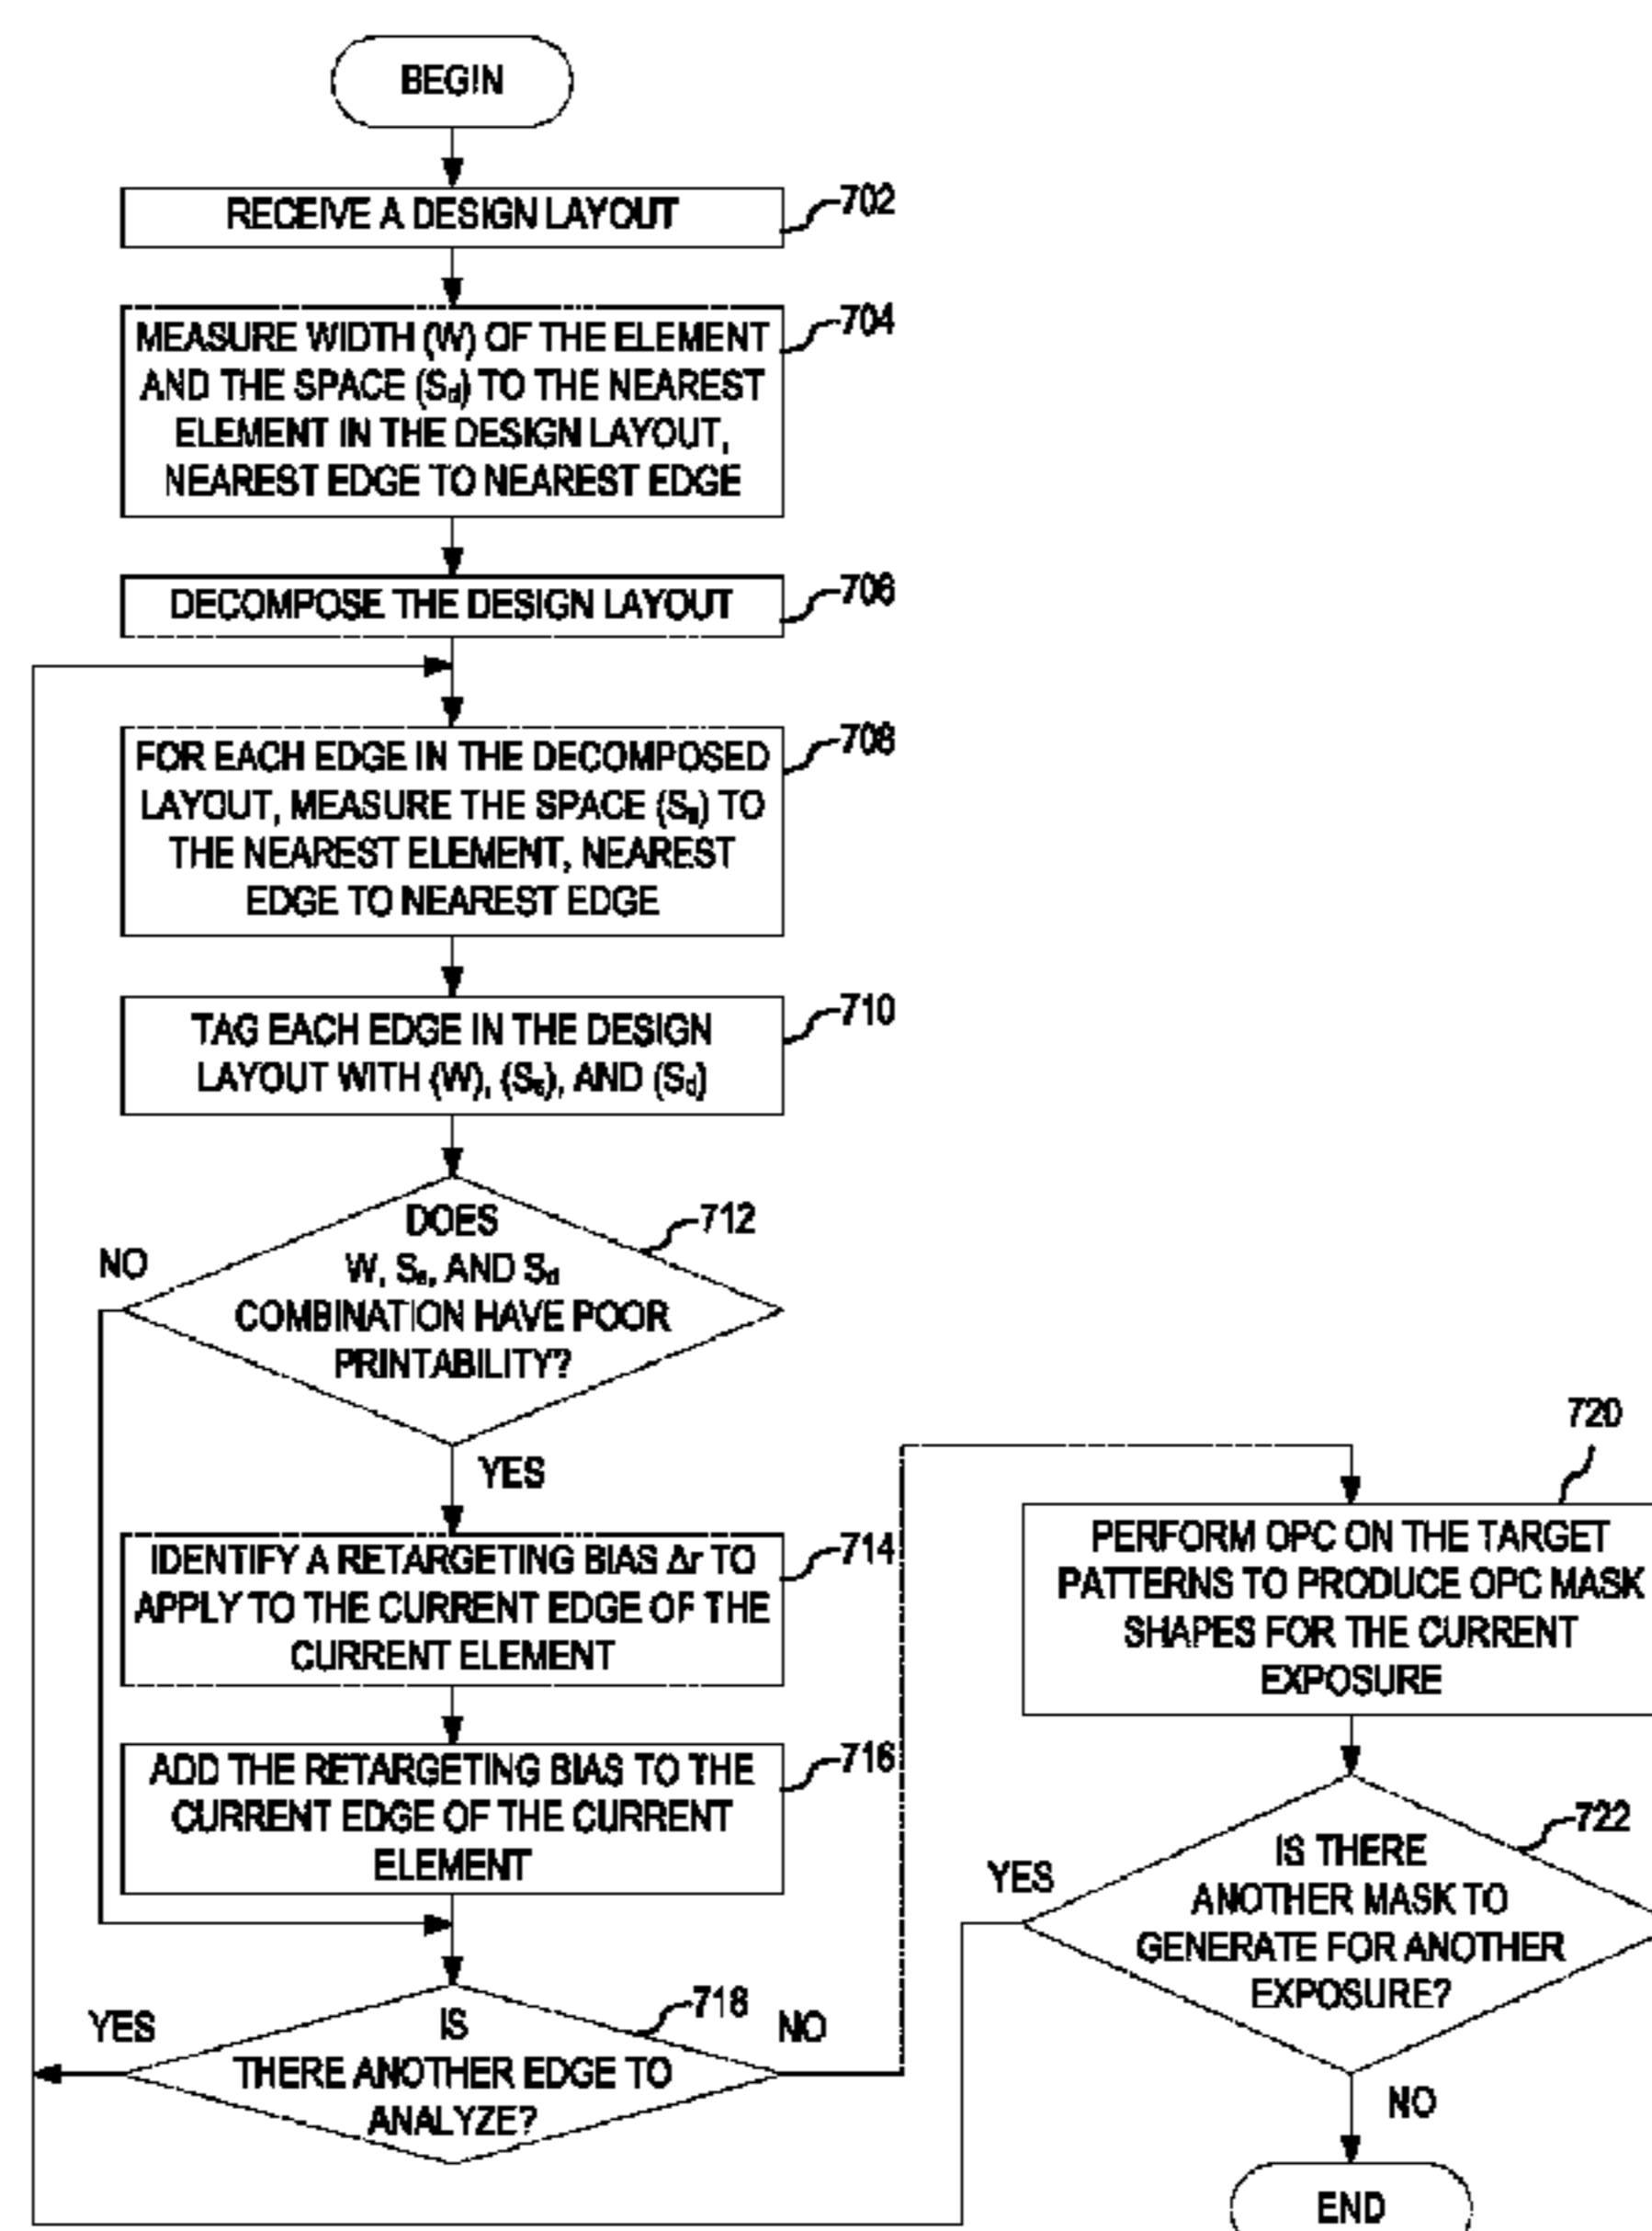 BEGIN
RECEIVE A DESIGN LAYOUT
702
MEASURE WIDTH (W) OF THE ELEMENT
AND THE SPACE (Sd) TO THE NEAREST
ELEMENT IN THE DESIGN LAYOUT,
NEAREST EDGE TO NEAREST EDGE
704
DECOMPOSE THE DESIGN LAYOUT
706
FOR EACH EDGE IN THE DECOMPOSED
LAYOUT, MEASURE THE SPACE (Ss) TO
THE NEAREST ELEMENT, NEAREST
EDGE TO NEAREST EDGE
708
TAG EACH EDGE IN THE DESIGN
LAYOUT WITH (W), (Ss), AND (Sd)
710
DOES
W, Ss, AND Sd
COMBINATION HAVE POOR
PRINTABILITY?
712
NO
YES
IDENTIFY A RETARGETING BIAS Δr TO
APPLY TO THE CURRENT EDGE OF THE
CURRENT ELEMENT
714
ADD THE RETARGETING BIAS TO THE
CURRENT EDGE OF THE CURRENT
ELEMENT
716
IS
THERE ANOTHER EDGE TO
ANALYZE?
718
YES
NO
720
PERFORM OPC ON THE TARGET
PATTERNS TO PRODUCE OPC MASK
SHAPES FOR THE CURRENT
EXPOSURE
IS THERE
ANOTHER MASK TO
GENERATE FOR ANOTHER
EXPOSURE?
722
YES
NO
END